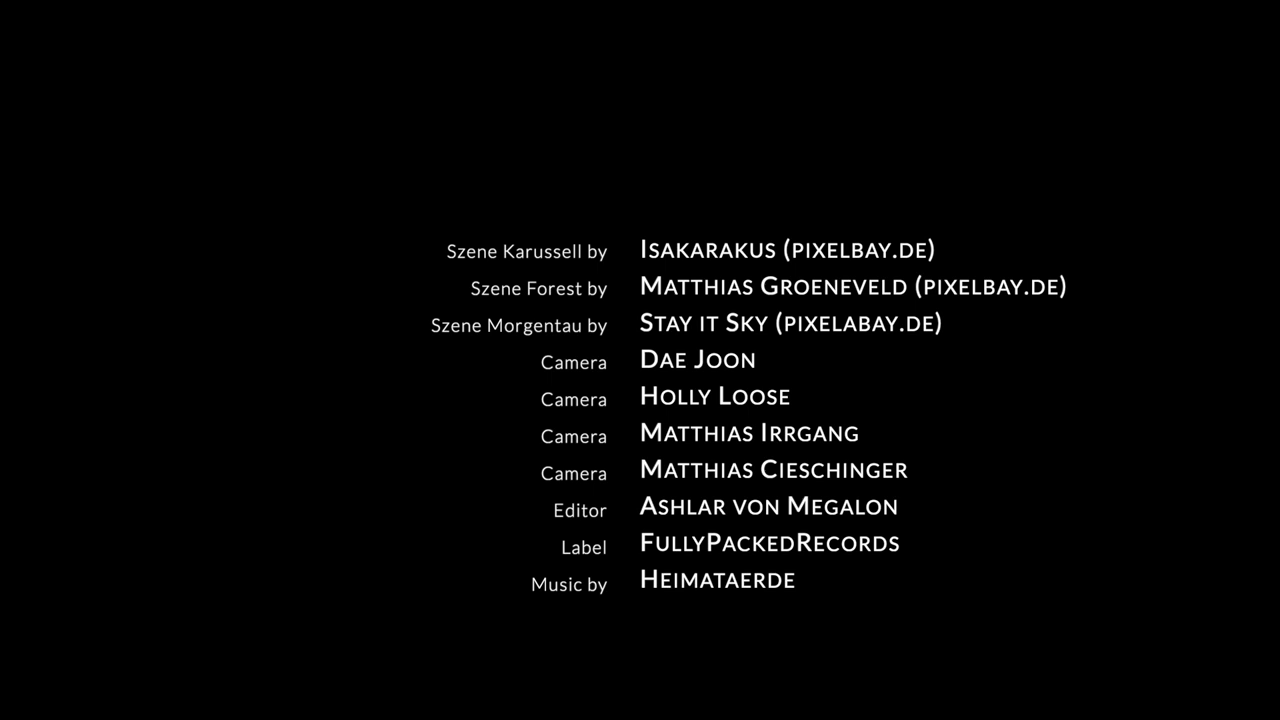 Szene Karussell by Isakarakus (pixelbay.de)
Szene Forest by Matthias Groeneveld (pixelbay.de)
Szene Morgentau by Stay it Sky (pixelabay.de)
Camera Dae Joon
Camera Holly Loose
Camera Matthias Irrgang
Camera Matthias Cieschinger
Editor Ashlar von Megalon
Label FullyPackedRecords
Music by Heimataerde